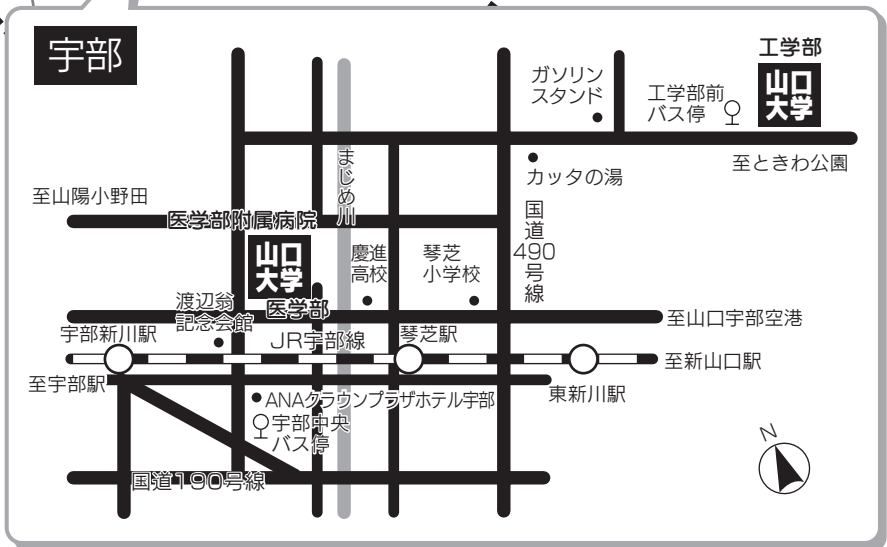 宇部
工学部
山口
大学
ガソリン
スタンド
工学部前
バス停
至ときわ公園
カッタの湯
まじめ川
至山陽小野田
医学部附属病院
国道490号線
山口
大学
医学部
慶進
高校
琴芝
小学校
渡辺翁
記念会館
至山口宇部空港
宇部新川駅
JR宇部線
琴芝駅
至新山口駅
至宇部駅
東新川駅
ANAクラウンプラザホテル宇部
宇部中央
バス停
国道190号線
N